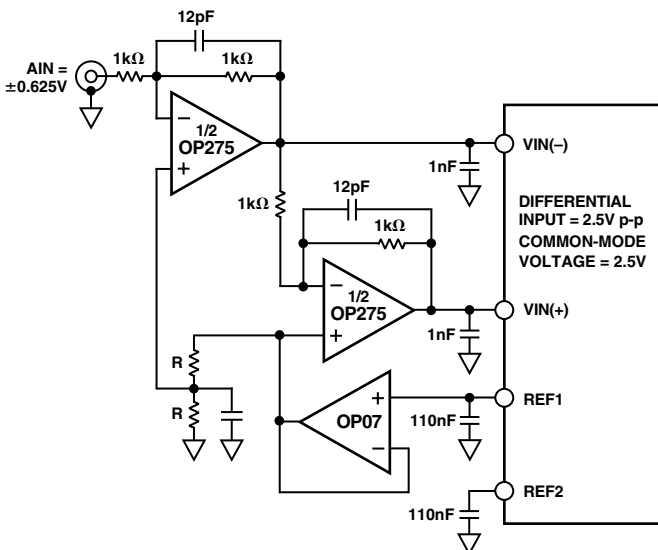 12pF
AIN =
±0.625V
1kΩ
1kΩ
1/2
OP275
VIN(–)
1nF
DIFFERENTIAL
INPUT = 2.5V p-p
COMMON-MODE
VOLTAGE = 2.5V
1kΩ
12pF
1kΩ
1/2
OP275
VIN(+)
1nF
R
R
OP07
REF1
110nF
REF2
110nF